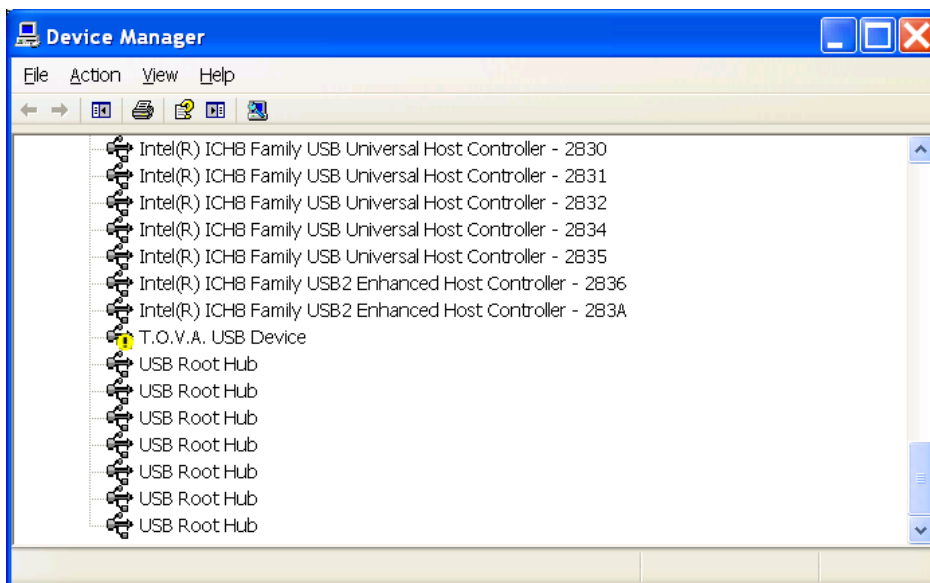 Device Manager
File Action View Help
Intel(R) ICH8 Family USB Universal Host Controller - 2830
Intel(R) ICH8 Family USB Universal Host Controller - 2831
Intel(R) ICH8 Family USB Universal Host Controller - 2832
Intel(R) ICH8 Family USB Universal Host Controller - 2834
Intel(R) ICH8 Family USB Universal Host Controller - 2835
Intel(R) ICH8 Family USB2 Enhanced Host Controller - 2836
Intel(R) ICH8 Family USB2 Enhanced Host Controller - 283A
T.O.V.A. USB Device
USB Root Hub
USB Root Hub
USB Root Hub
USB Root Hub
USB Root Hub
USB Root Hub
USB Root Hub